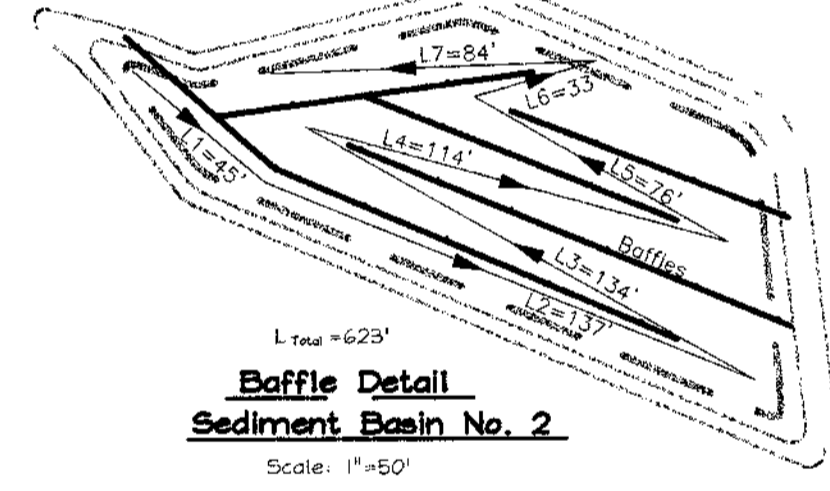 L7=84'
L6=33'
L1=45'
L4=114'
L5=76'
Baffles
L3=134'
L2=137'
L Total =623'
Baffle Detail
Sediment Basin No. 2
Scale: 1"=50'